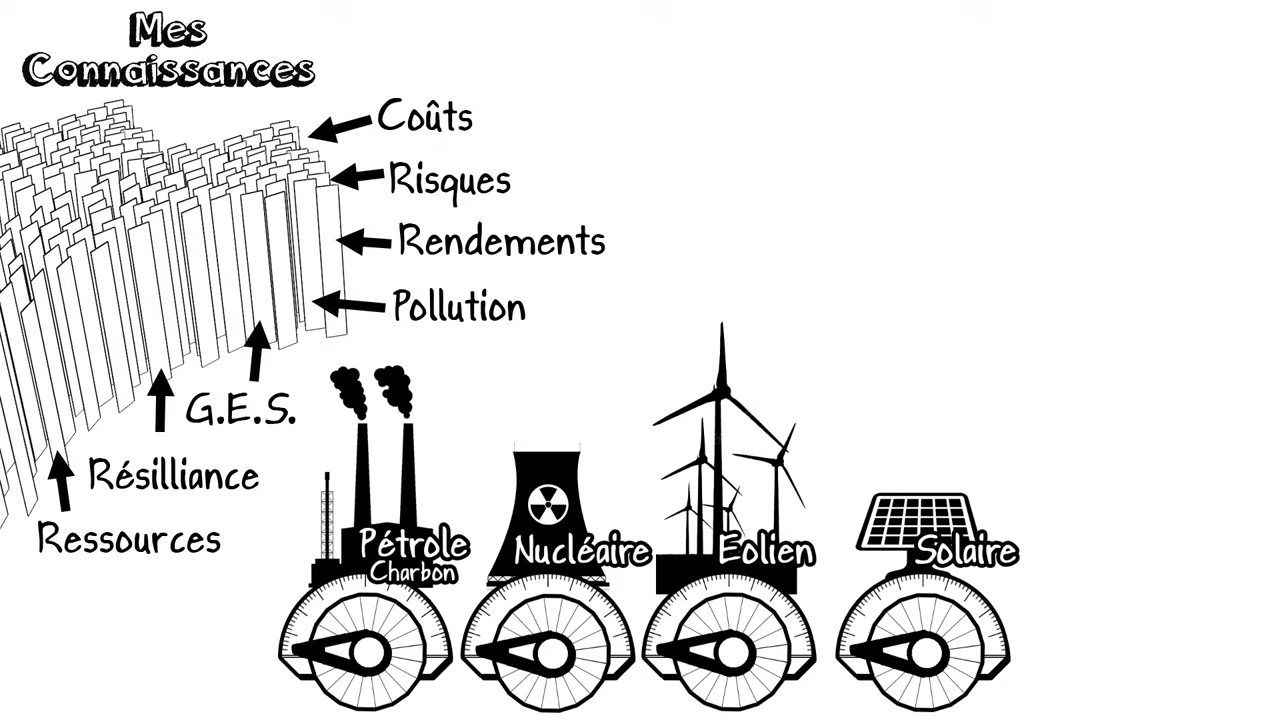 Mes
Connaissances
Coûts
Risques
Rendements
Pollution
G.E.S.
Résilliance
Ressources
Pétrole
Charbon
Nucléaire
Eolien
Solaire